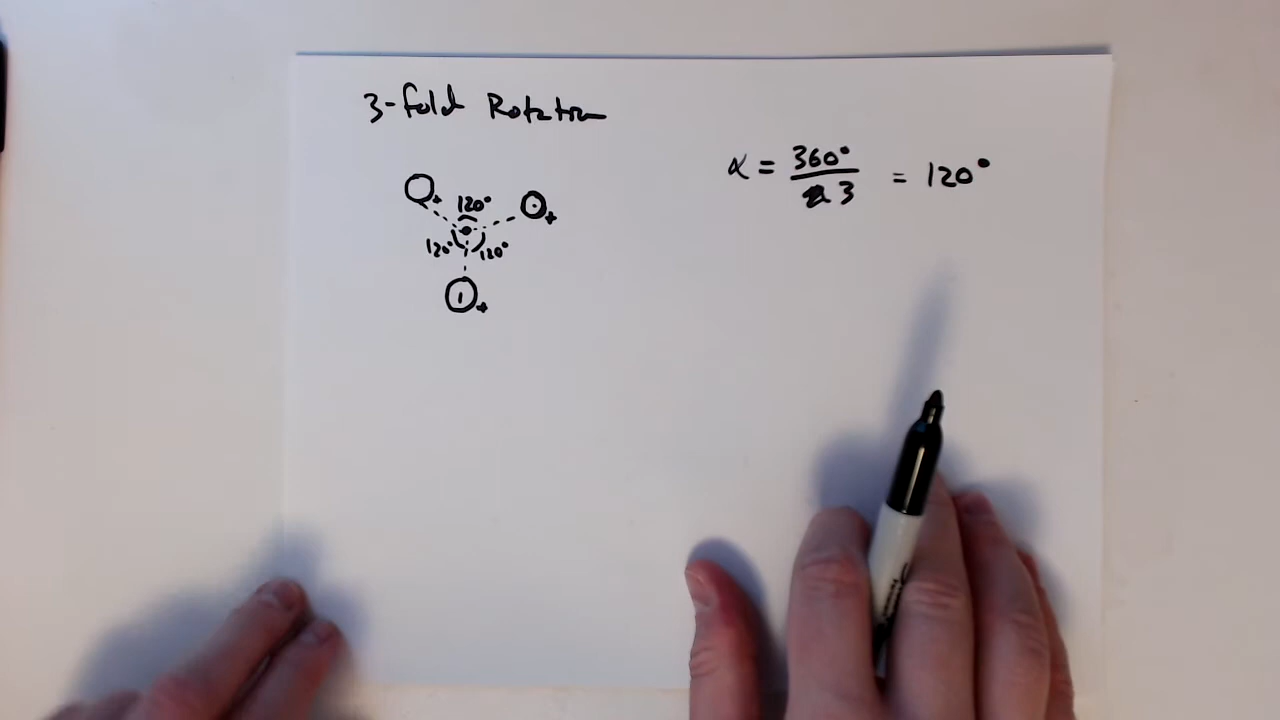 3-fold Rotation
α = 360° / 3 = 120°
120°
120° 120°
+ + +